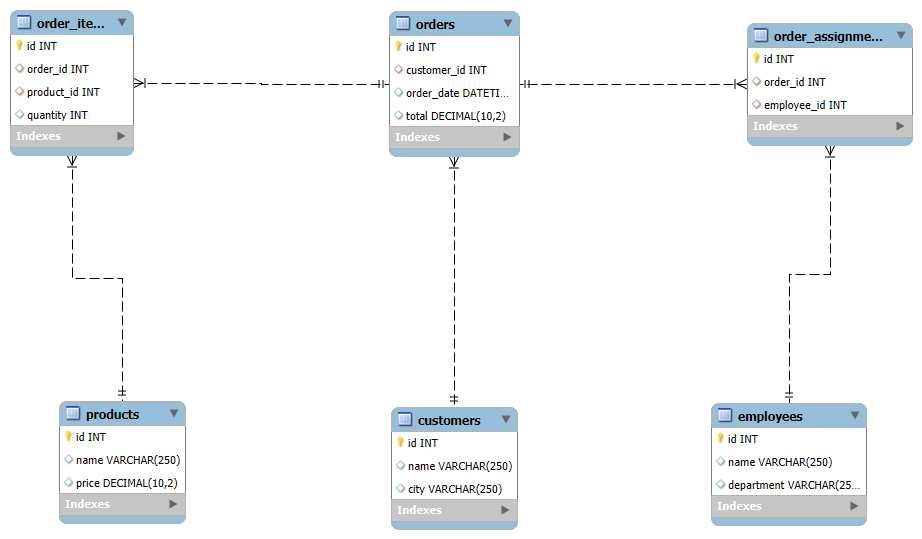 order_ite...
id INT
order_id INT
product_id INT
quantity INT
Indexes
orders
id INT
customer_id INT
order_date DATETI...
total DECIMAL(10,2)
Indexes
order_assignme...
id INT
order_id INT
employee_id INT
Indexes
products
id INT
name VARCHAR(250)
price DECIMAL(10,2)
Indexes
customers
id INT
name VARCHAR(250)
city VARCHAR(250)
Indexes
employees
id INT
name VARCHAR(250)
department VARCHAR(25...
Indexes